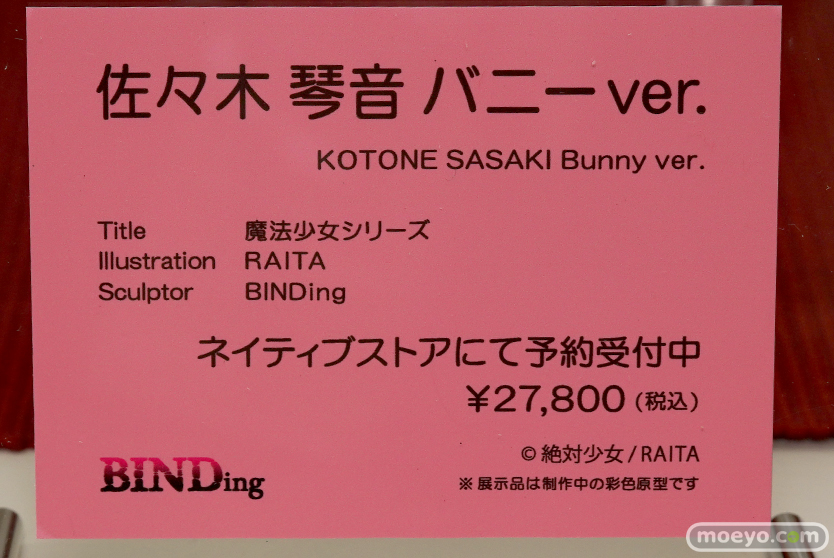 佐々木 琴音 バニーver.
KOTONE SASAKI Bunny ver.
Title 魔法少女シリーズ
Illustration RAITA
Sculptor BINDing
ネイティブストアにて予約受付中
¥27,800（税込）
BINDing
© 絶対少女/RAITA
※展示品は制作中の彩色原型です
moeyo.com